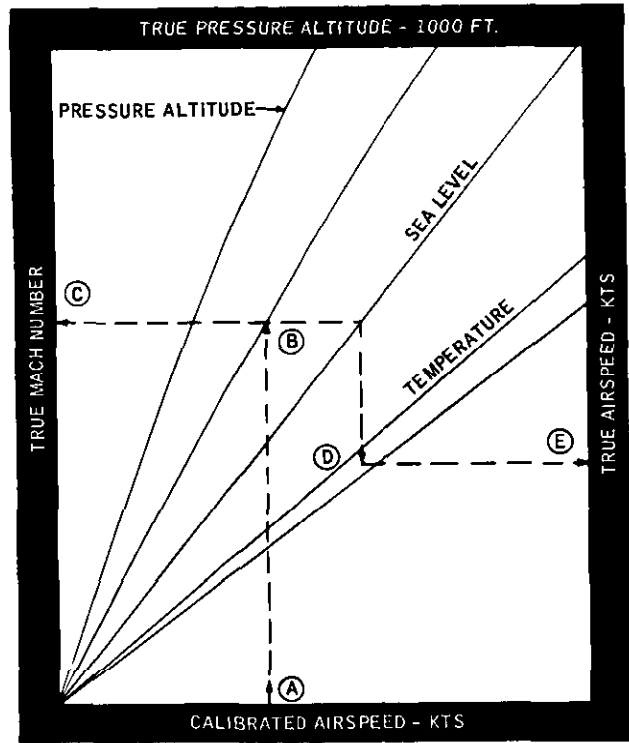 TRUE PRESSURE ALTITUDE - 1000 FT.
PRESSURE ALTITUDE
SEA LEVEL
C
TRUE MACH NUMBER
B
TEMPERATURE
TRUE AIRSPEED - KTS
D
E
A
CALIBRATED AIRSPEED - KTS